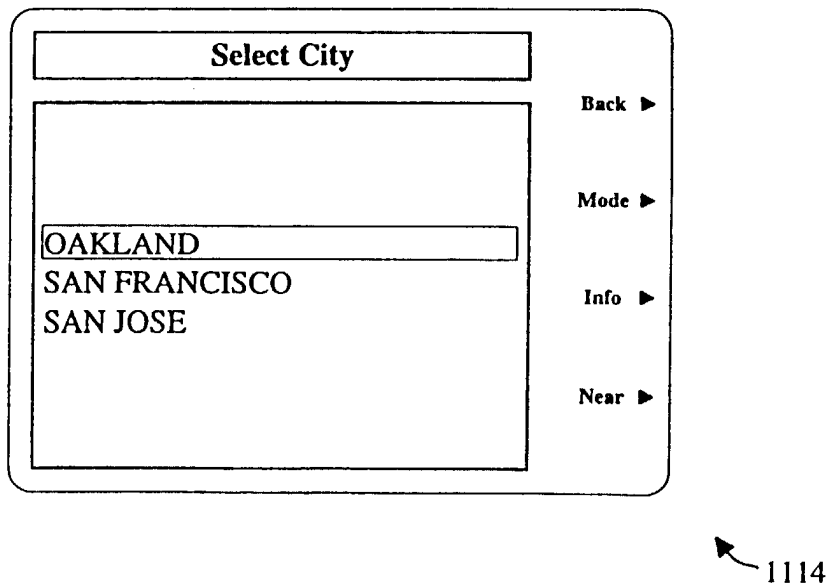 Select City
Back
Mode
OAKLAND
SAN FRANCISCO
Info
SAN JOSE
Near
1114